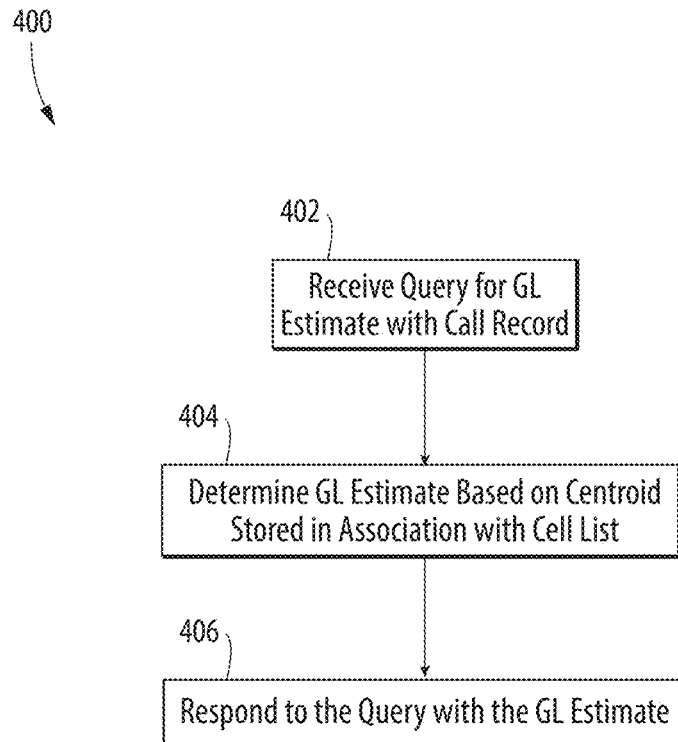 400
402
Receive Query for GL
Estimate with Call Record
404
Determine GL Estimate Based on Centroid
Stored in Association with Cell List
406
Respond to the Query with the GL Estimate